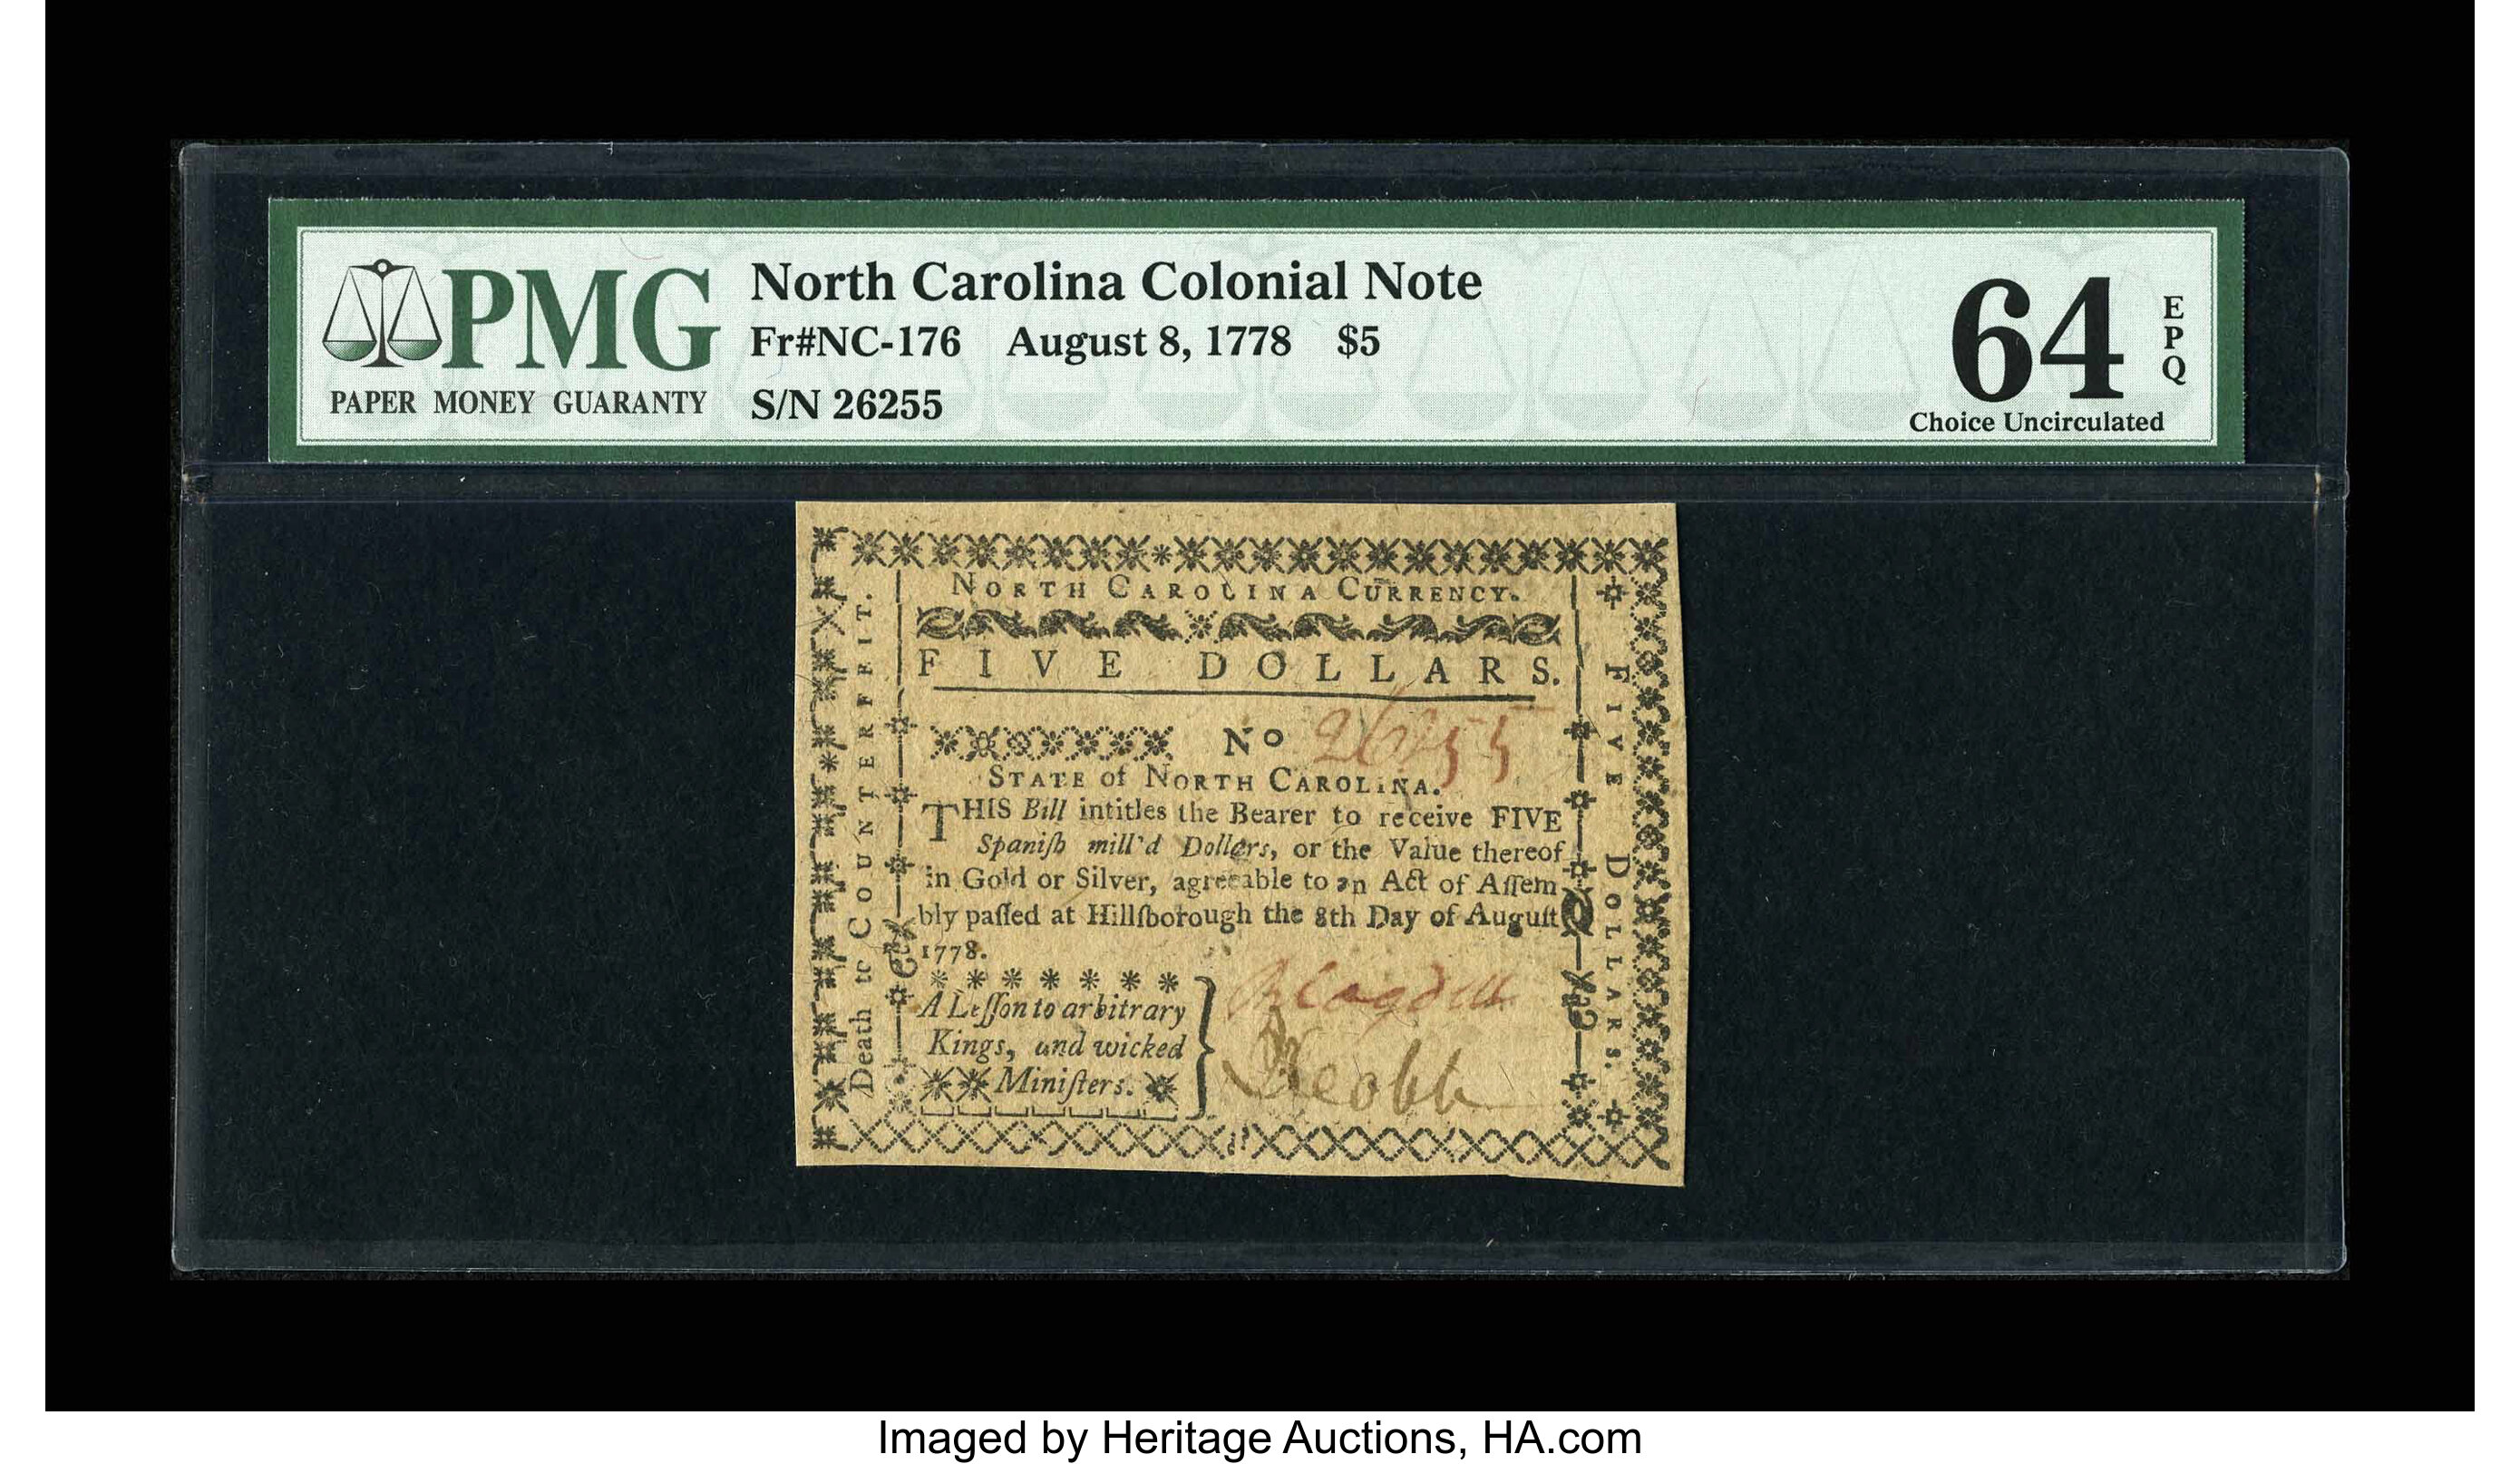 PMG
PAPER MONEY GUARANTY
North Carolina Colonial Note
Fr#NC-176 August 8, 1778 $5
S/N 26255
64
EPQ
Choice Uncirculated
NORTH CAROLINA CURRENCY.
FIVE DOLLARS.
No 26255
STATE of NORTH CAROLINA.
THIS Bill intitles the Bearer to receive FIVE
Spaniſh mill'd Dollars, or the Value thereof
in Gold or Silver, agreeable to an Act of Aſſem
bly paſſed at Hillſborough the 8th Day of Auguſt
1778.
A Leſſon to arbitrary
Kings, and wicked
Miniſters.
Death to COUNTERFEIT.
FIVE DOLLARS.
Imaged by Heritage Auctions, HA.com